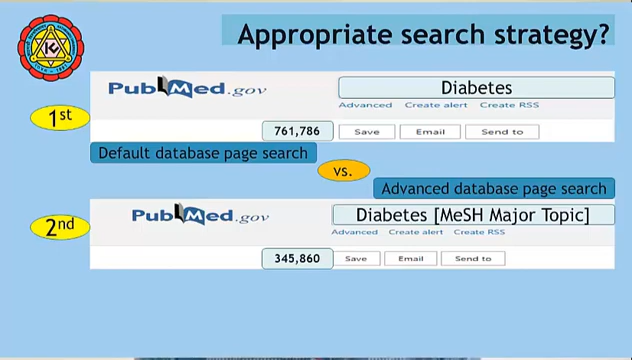 Appropriate search strategy?
PubMed.gov
Diabetes
Advanced Create alert Create RSS
1st
761,786 Save Email Send to
Default database page search
vs.
Advanced database page search
2nd
PubMed.gov
Diabetes [MeSH Major Topic]
Advanced Create alert Create RSS
345,860 Save Email Send to